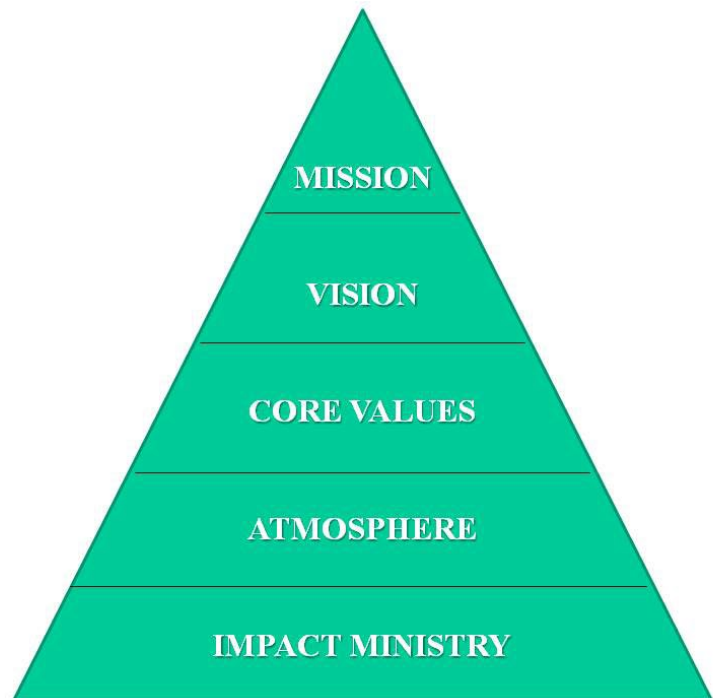 MISSION
VISION
CORE VALUES
ATMOSPHERE
IMPACT MINISTRY